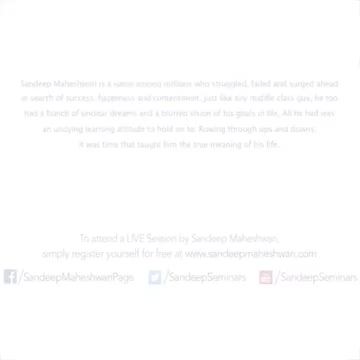 Sandeep Maheshwari is a name among millions who struggled, failed and surged ahead
in search of success, happiness and contentment. Just like any middle class guy, he too
had a bunch of unclear dreams and a blurred vision of his goals in life. All he had was
an undying learning attitude to hold on to. Rowing through ups and downs,
it was time that taught him the true meaning of his life.
To attend a LIVE Session by Sandeep Maheshwari,
simply register yourself for free at www.sandeepmaheshwari.com
/SandeepMaheshwariPage /SandeepSeminars /SandeepSeminars